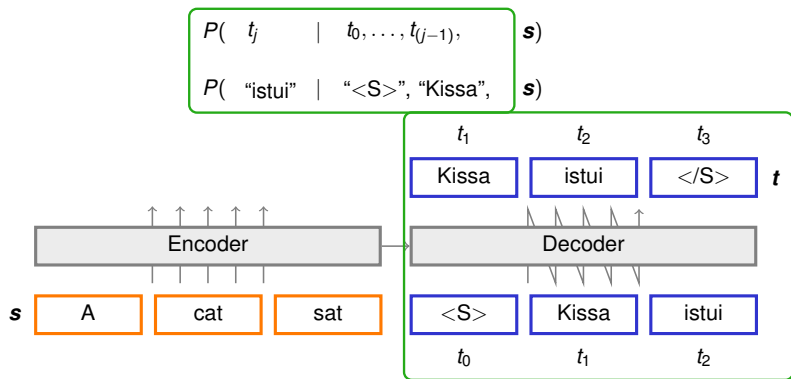 P( t_j | t_0, . . . , t_(j−1), s)
P( “istui” | “<S>”, “Kissa”, s)
t_1 t_2 t_3
Kissa istui </S> t
Encoder Decoder
s A cat sat <S> Kissa istui
t_0 t_1 t_2